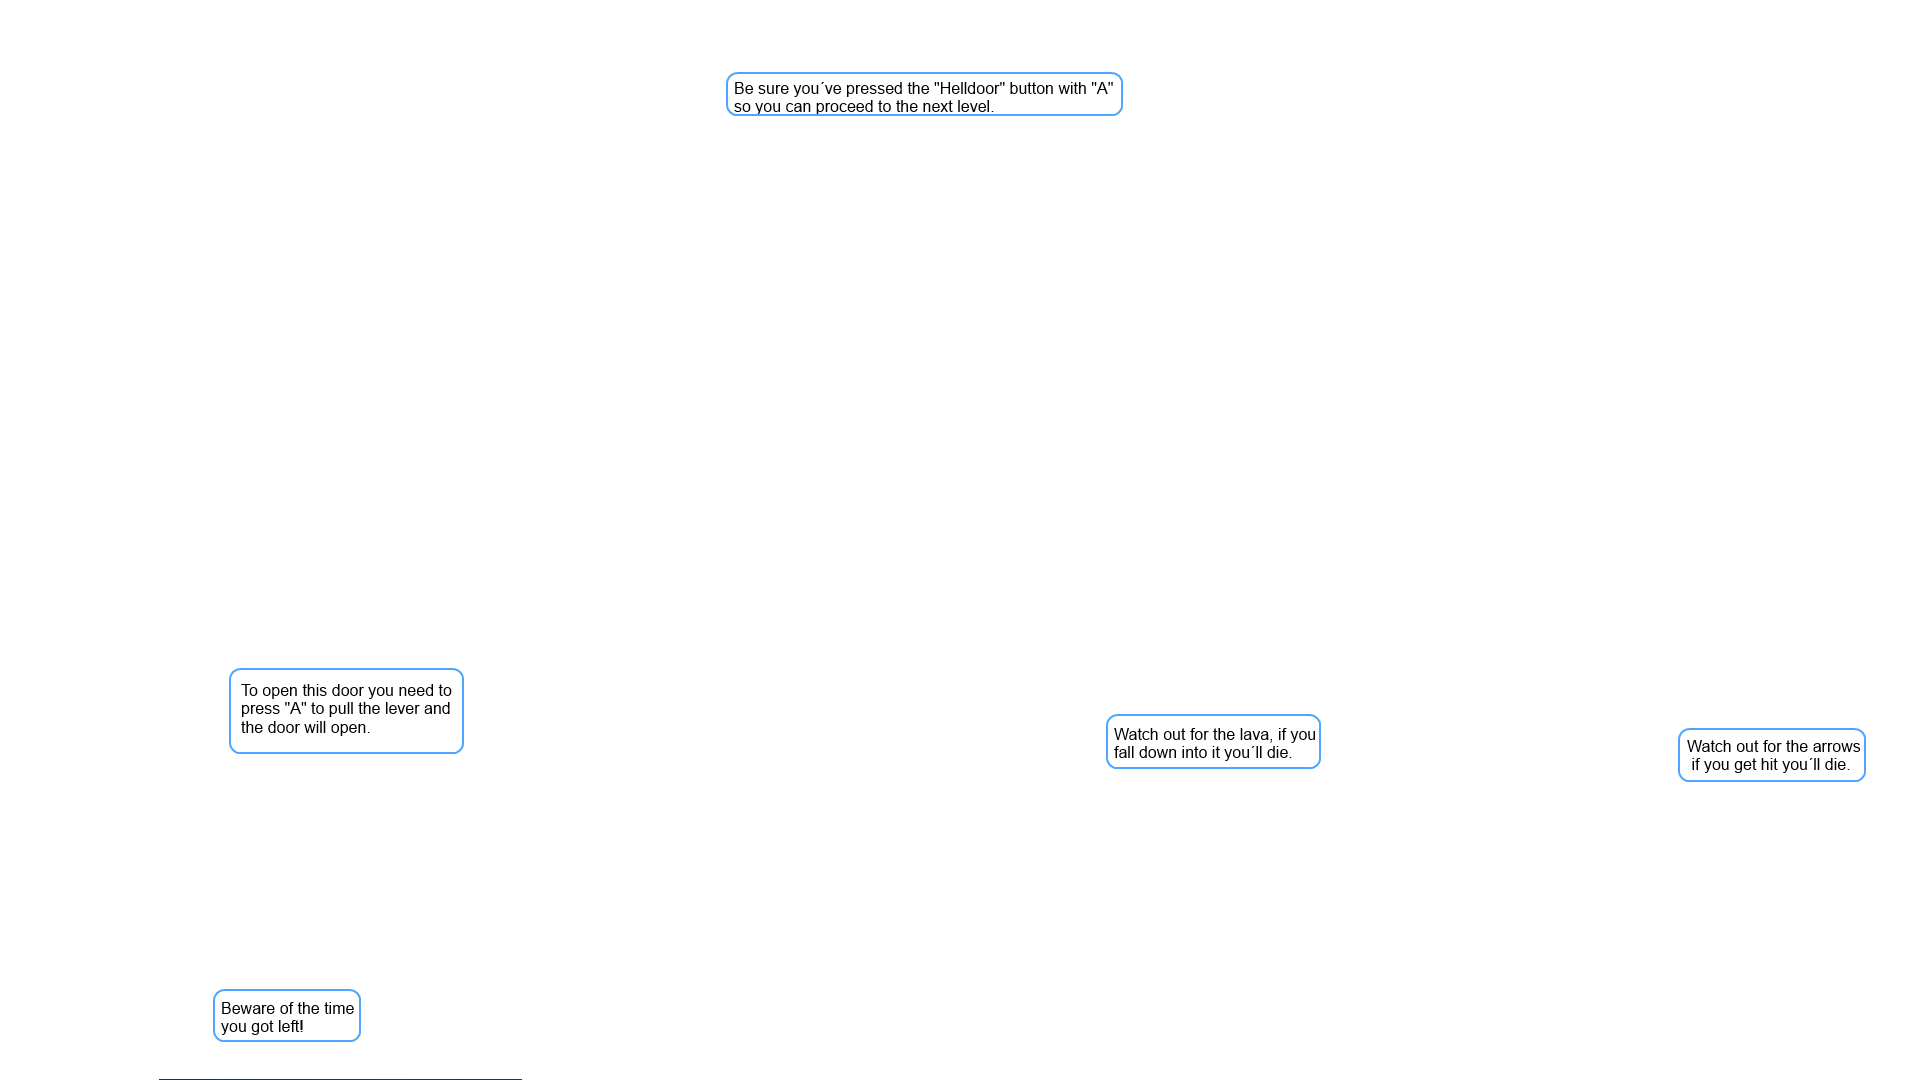 Be sure you´ve pressed the "Helldoor" button with "A"
so you can proceed to the next level.
To open this door you need to
press "A" to pull the lever and
the door will open.
Watch out for the lava, if you
fall down into it you´ll die.
Watch out for the arrows
if you get hit you´ll die.
Beware of the time
you got left!